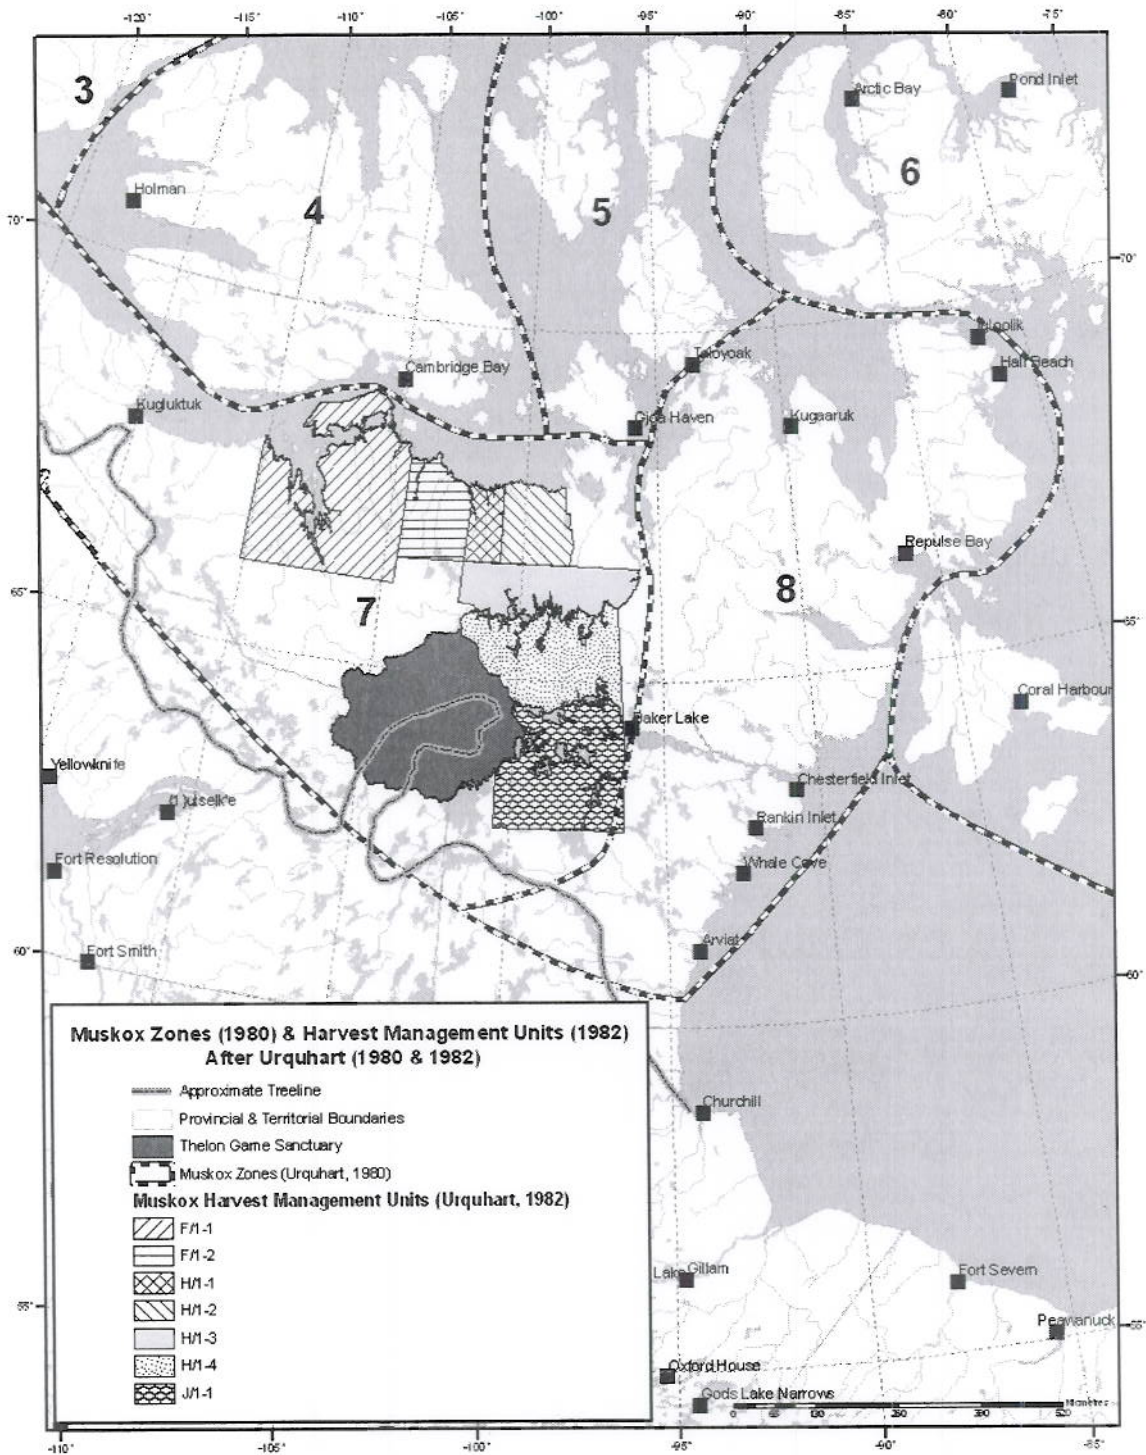 -120° -115° -110° -105° -100° -95° -90° -85° -80° -75°
3
Arctic Bay
Pond Inlet
6
Holman
4
5
70°
70°
Igloolik
Taloyoak
Hall Beach
Cambridge Bay
Kugluktuk
Gjoa Haven
Kugaaruk
Repulse Bay
65°
7
8
65°
Coral Harbour
Baker Lake
Yellowknife
Chesterfield Inlet
Rankin Inlet
Fort Resolution
Whale Cove
Arviat
60°
Fort Smith
60°
Muskox Zones (1980) & Harvest Management Units (1982)
After Urquhart (1980 & 1982)
Approximate Treeline
Provincial & Territorial Boundaries
Thelon Game Sanctuary
Muskox Zones (Urquhart, 1980)
Muskox Harvest Management Units (Urquhart, 1982)
F/1-1
F/1-2
H/1-1
H/1-2
H/1-3
H/1-4
J/1-1
Churchill
Lake Gillam
Fort Severn
55°
Peawanuck
55°
Oxford House
Gods Lake Narrows
Kilometres
-110° -105° -100° -95° -90° -85°